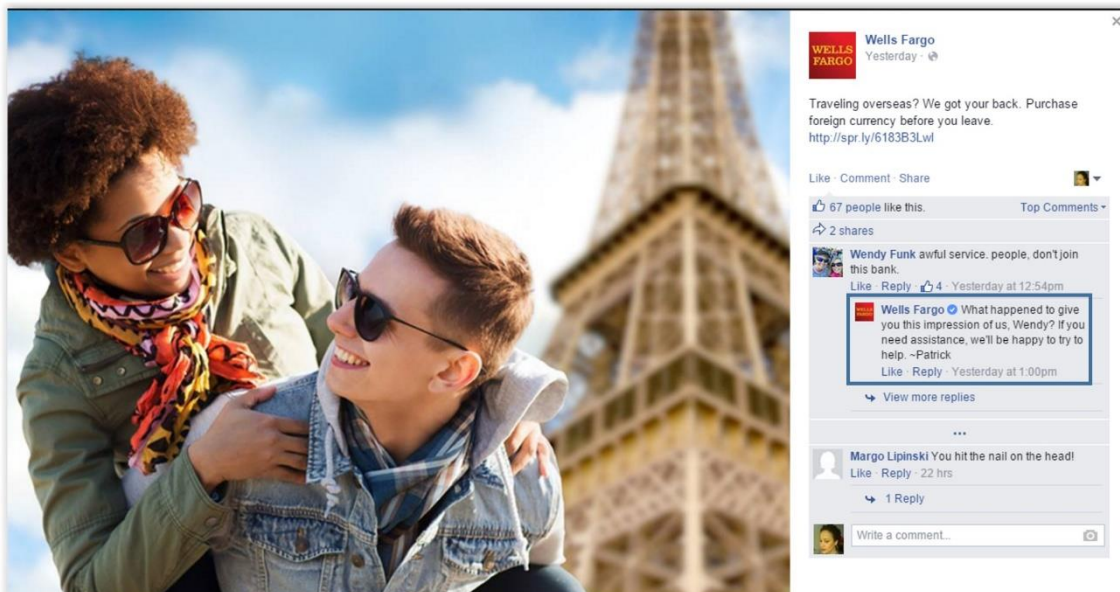 WELLS
FARGO
Wells Fargo
Yesterday ·
Traveling overseas? We got your back. Purchase
foreign currency before you leave.
http://spr.ly/6183B3Lwl
Like · Comment · Share
67 people like this.
Top Comments
2 shares
Wendy Funk awful service. people, don't join
this bank.
Like · Reply · 4 · Yesterday at 12:54pm
WELLS
FARGO
Wells Fargo What happened to give
you this impression of us, Wendy? If you
need assistance, we'll be happy to try to
help. ~Patrick
Like · Reply · Yesterday at 1:00pm
View more replies
...
Margo Lipinski You hit the nail on the head!
Like · Reply · 22 hrs
1 Reply
Write a comment...